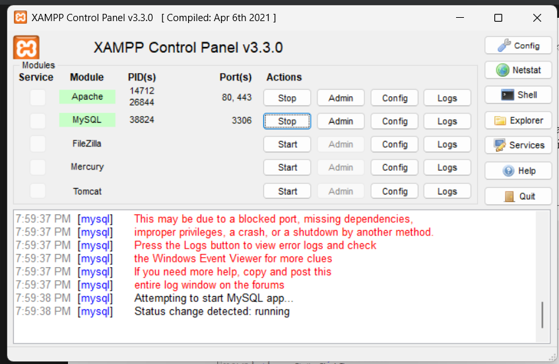 XAMPP Control Panel v3.3.0 [ Compiled: Apr 6th 2021 ]
XAMPP Control Panel v3.3.0
Config
Modules
Service Module PID(s) Port(s) Actions
Netstat
Apache 14712 26844 80, 443 Stop Admin Config Logs
Shell
MySQL 38824 3306 Stop Admin Config Logs
Explorer
FileZilla Start Admin Config Logs
Services
Mercury Start Admin Config Logs
Help
Tomcat Start Admin Config Logs
Quit
7:59:37 PM [mysql] This may be due to a blocked port, missing dependencies,
7:59:37 PM [mysql] improper privileges, a crash, or a shutdown by another method.
7:59:37 PM [mysql] Press the Logs button to view error logs and check
7:59:37 PM [mysql] the Windows Event Viewer for more clues
7:59:37 PM [mysql] If you need more help, copy and post this
7:59:37 PM [mysql] entire log window on the forums
7:59:38 PM [mysql] Attempting to start MySQL app...
7:59:38 PM [mysql] Status change detected: running